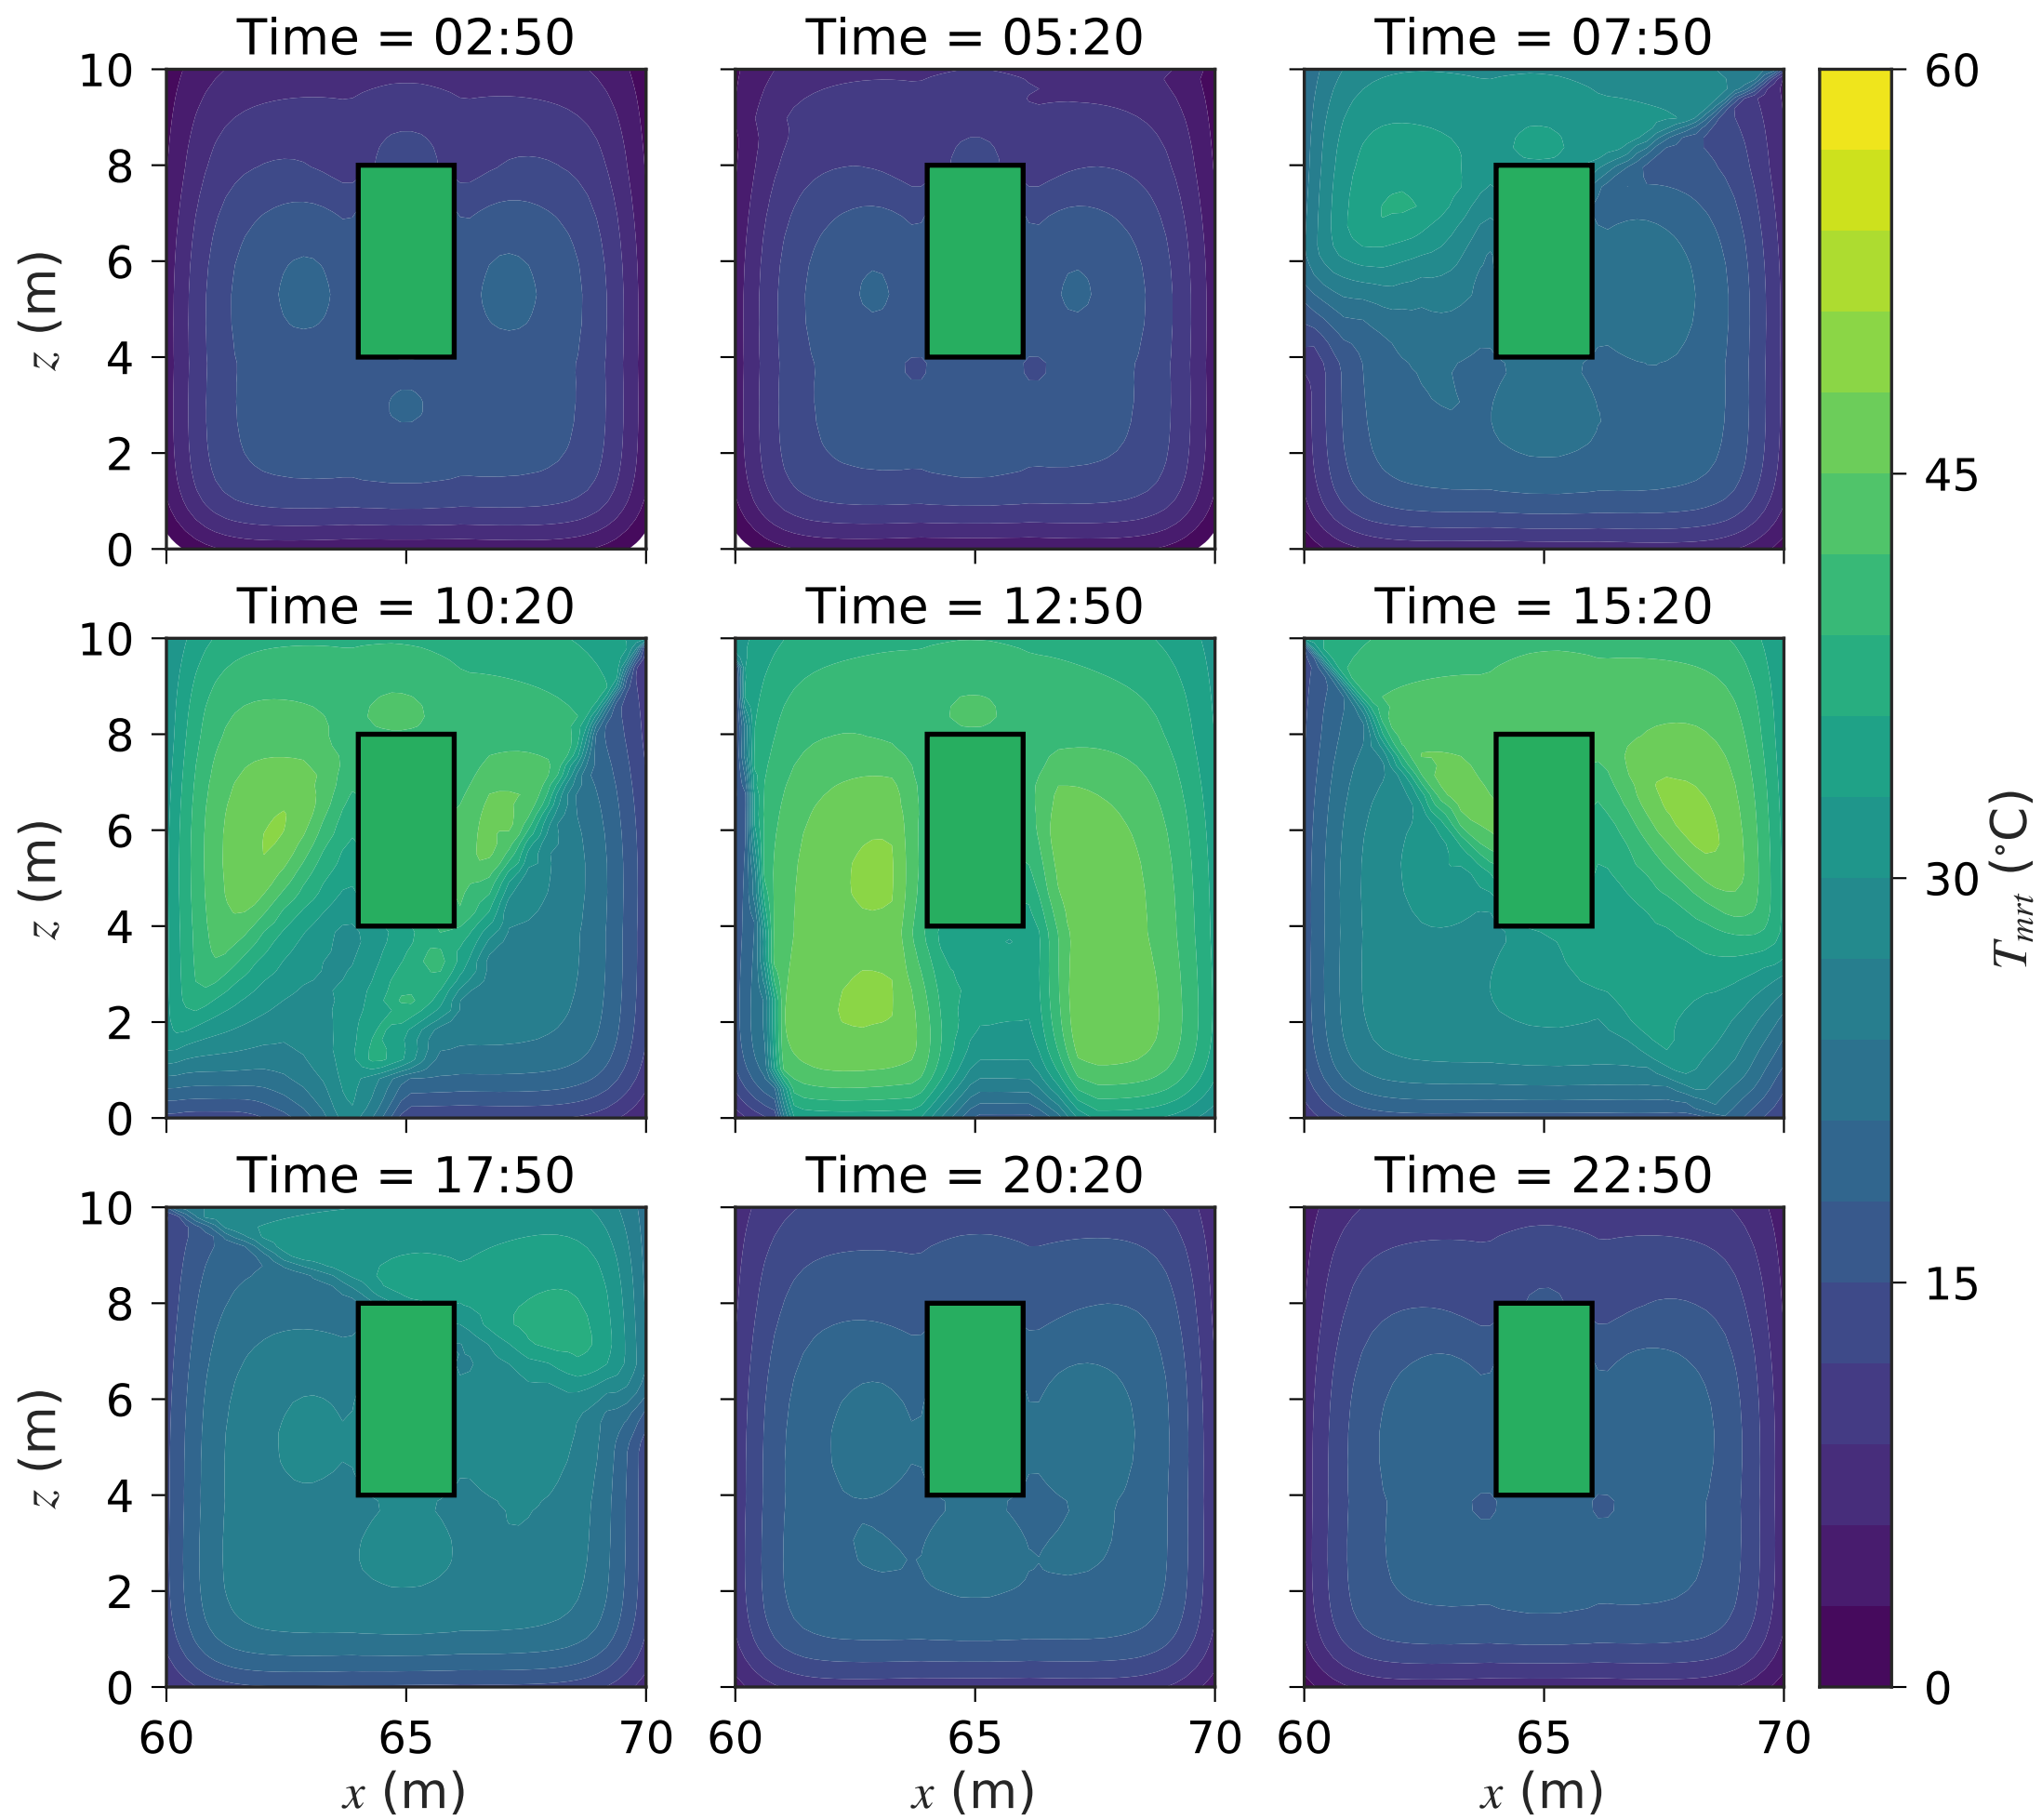 Time = 02:50
Time = 05:20
Time = 07:50
10
8
6
4
2
0
z (m)
60
45
30
15
0
T_mrt (°C)
Time = 10:20
Time = 12:50
Time = 15:20
10
8
6
4
2
0
z (m)
Time = 17:50
Time = 20:20
Time = 22:50
10
8
6
4
2
0
z (m)
60 65 70
60 65 70
60 65 70
x (m)
x (m)
x (m)